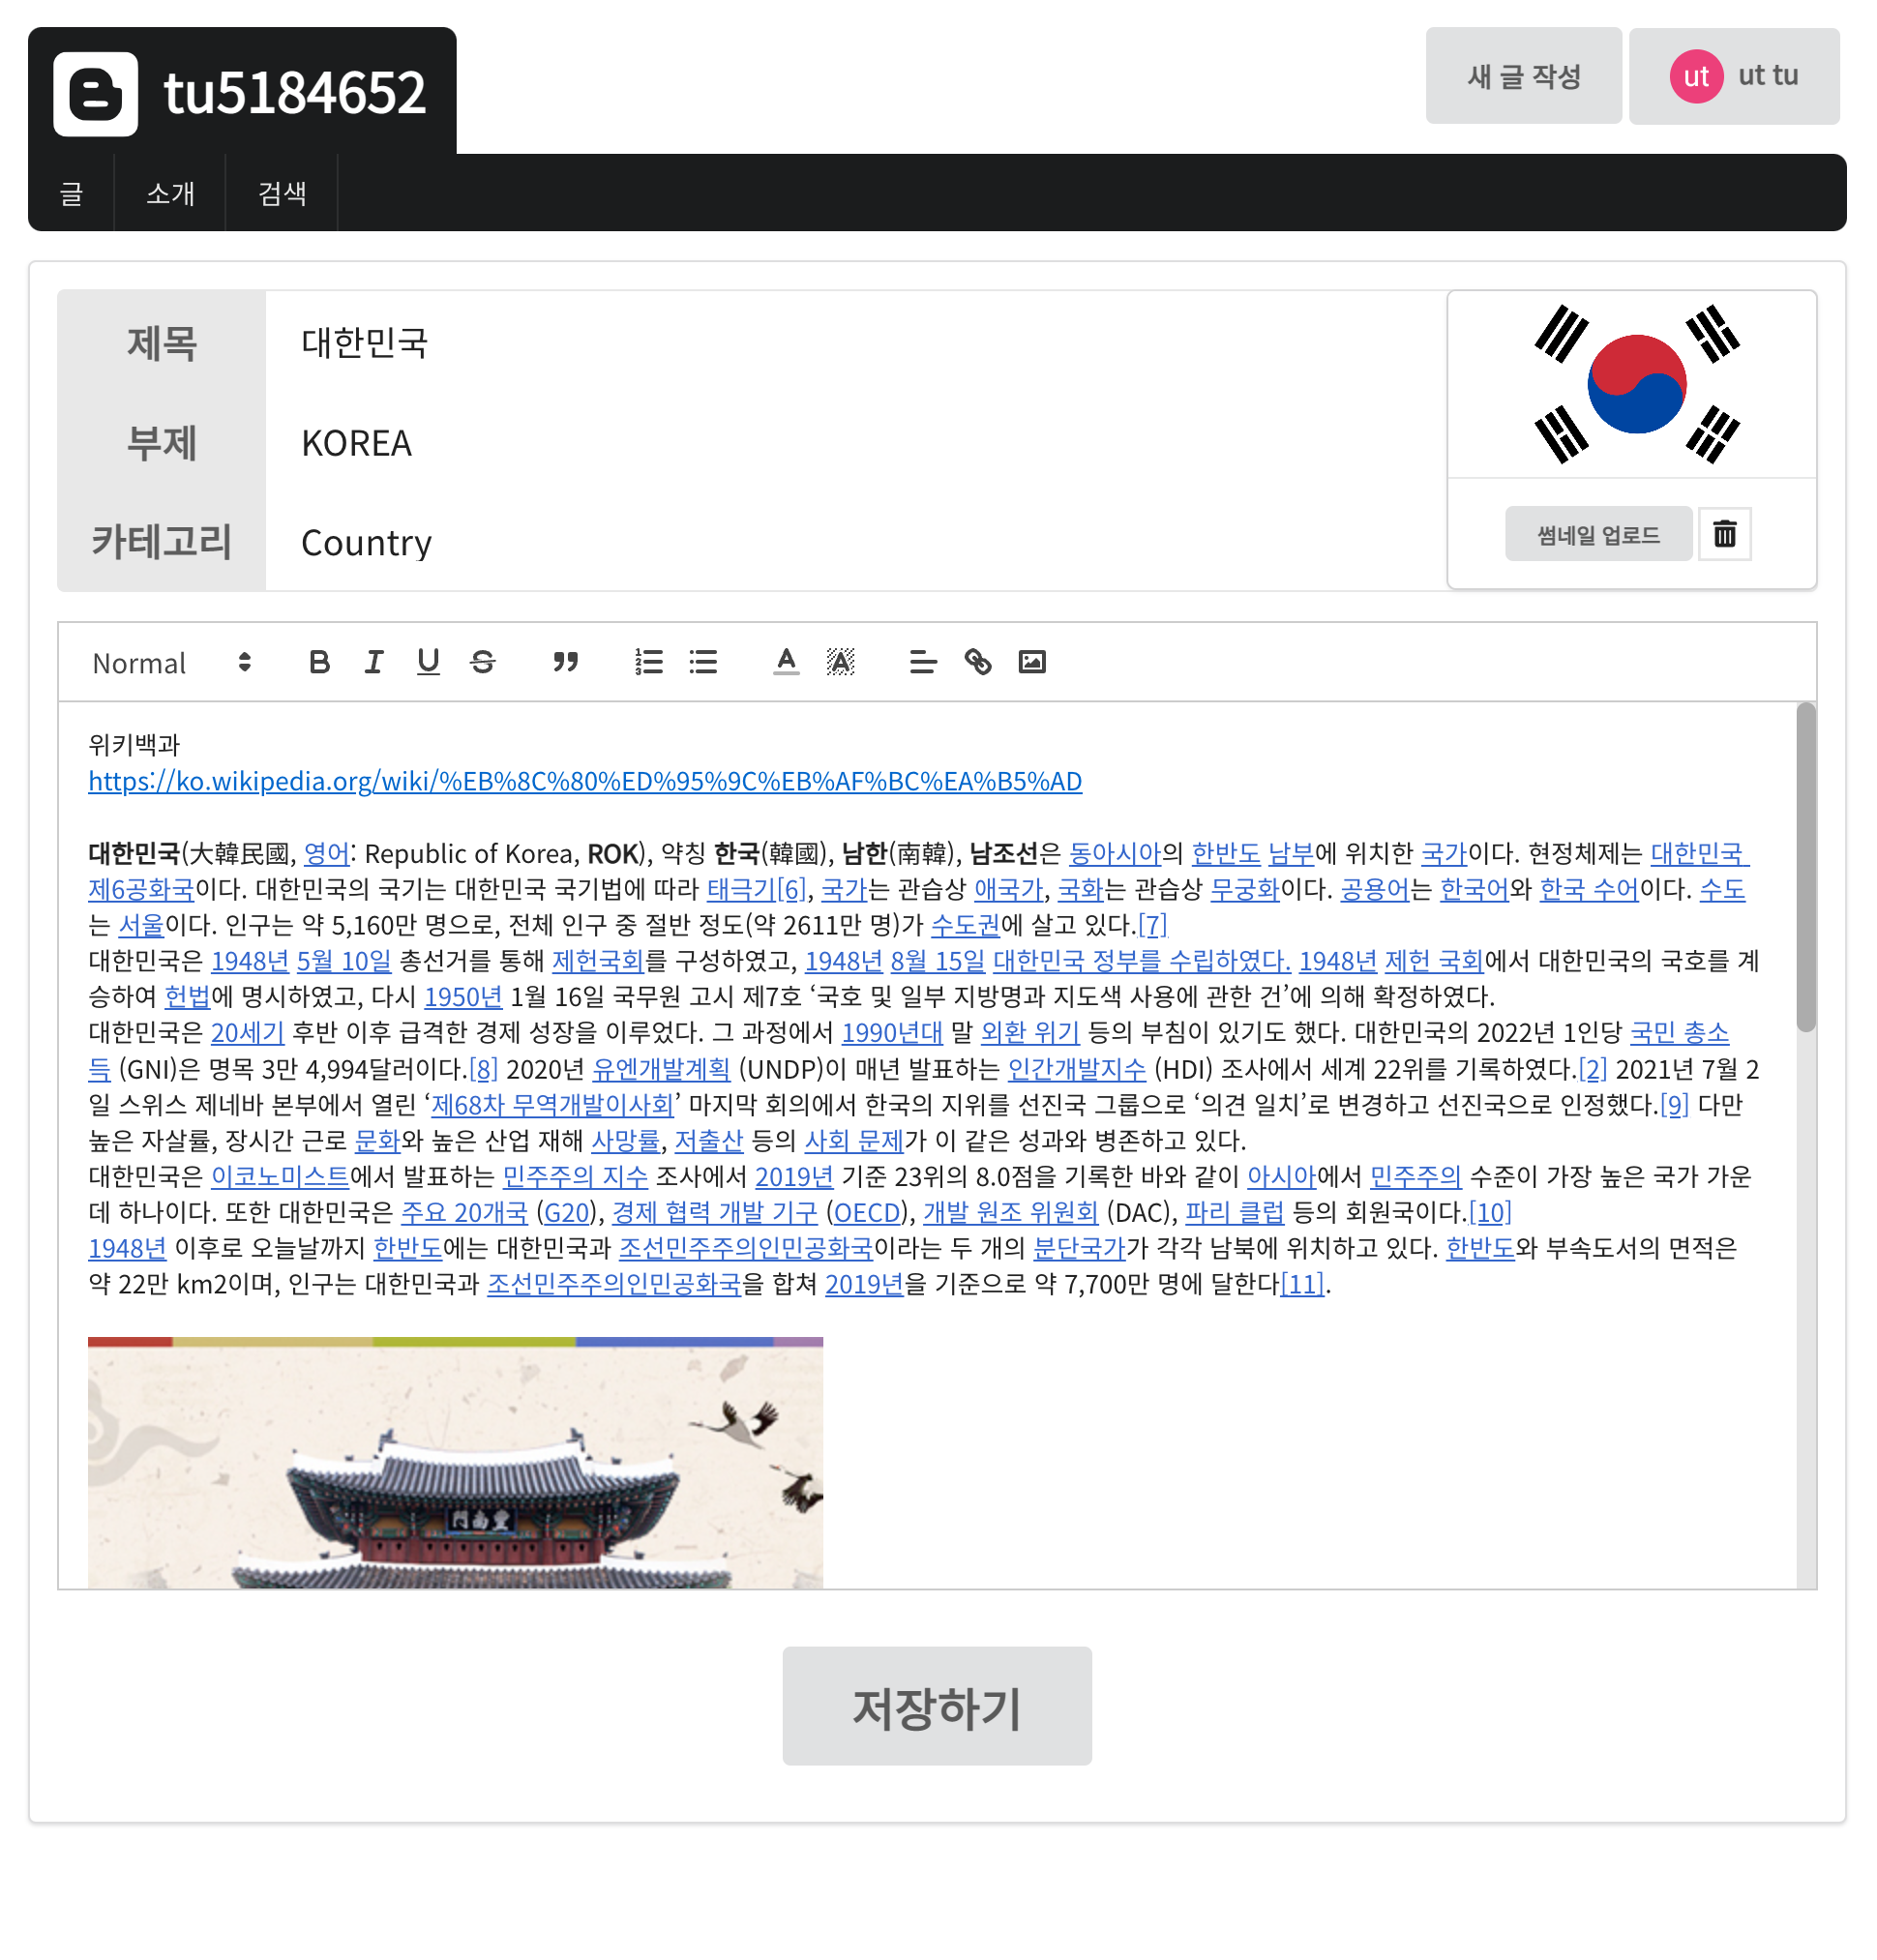 tu5184652
새 글 작성
ut
ut tu
글
소개
검색
제목
대한민국
부제
KOREA
카테고리
Country
썸네일 업로드
Normal
위키백과
https://ko.wikipedia.org/wiki/%EB%8C%80%ED%95%9C%EB%AF%BC%EA%B5%AD
대한민국(大韓民國, 영어: Republic of Korea, ROK), 약칭 한국(韓國), 남한(南韓), 남조선은 동아시아의 한반도 남부에 위치한 국가이다. 현정체제는 대한민국
제6공화국이다. 대한민국의 국기는 대한민국 국기법에 따라 태극기[6], 국가는 관습상 애국가, 국화는 관습상 무궁화이다. 공용어는 한국어와 한국 수어이다. 수도
는 서울이다. 인구는 약 5,160만 명으로, 전체 인구 중 절반 정도(약 2611만 명)가 수도권에 살고 있다.[7]
대한민국은 1948년 5월 10일 총선거를 통해 제헌국회를 구성하였고, 1948년 8월 15일 대한민국 정부를 수립하였다. 1948년 제헌 국회에서 대한민국의 국호를 계
승하여 헌법에 명시하였고, 다시 1950년 1월 16일 국무원 고시 제7호 ‘국호 및 일부 지방명과 지도색 사용에 관한 건’에 의해 확정하였다.
대한민국은 20세기 후반 이후 급격한 경제 성장을 이루었다. 그 과정에서 1990년대 말 외환 위기 등의 부침이 있기도 했다. 대한민국의 2022년 1인당 국민 총소
득 (GNI)은 명목 3만 4,994달러이다.[8] 2020년 유엔개발계획 (UNDP)이 매년 발표하는 인간개발지수 (HDI) 조사에서 세계 22위를 기록하였다.[2] 2021년 7월 2
일 스위스 제네바 본부에서 열린 ‘제68차 무역개발이사회’ 마지막 회의에서 한국의 지위를 선진국 그룹으로 ‘의견 일치’로 변경하고 선진국으로 인정했다.[9] 다만
높은 자살률, 장시간 근로 문화와 높은 산업 재해 사망률, 저출산 등의 사회 문제가 이 같은 성과와 병존하고 있다.
대한민국은 이코노미스트에서 발표하는 민주주의 지수 조사에서 2019년 기준 23위의 8.0점을 기록한 바와 같이 아시아에서 민주주의 수준이 가장 높은 국가 가운
데 하나이다. 또한 대한민국은 주요 20개국 (G20), 경제 협력 개발 기구 (OECD), 개발 원조 위원회 (DAC), 파리 클럽 등의 회원국이다.[10]
1948년 이후로 오늘날까지 한반도에는 대한민국과 조선민주주의인민공화국이라는 두 개의 분단국가가 각각 남북에 위치하고 있다. 한반도와 부속도서의 면적은
약 22만 km2이며, 인구는 대한민국과 조선민주주의인민공화국을 합쳐 2019년을 기준으로 약 7,700만 명에 달한다[11].
門南豊
저장하기